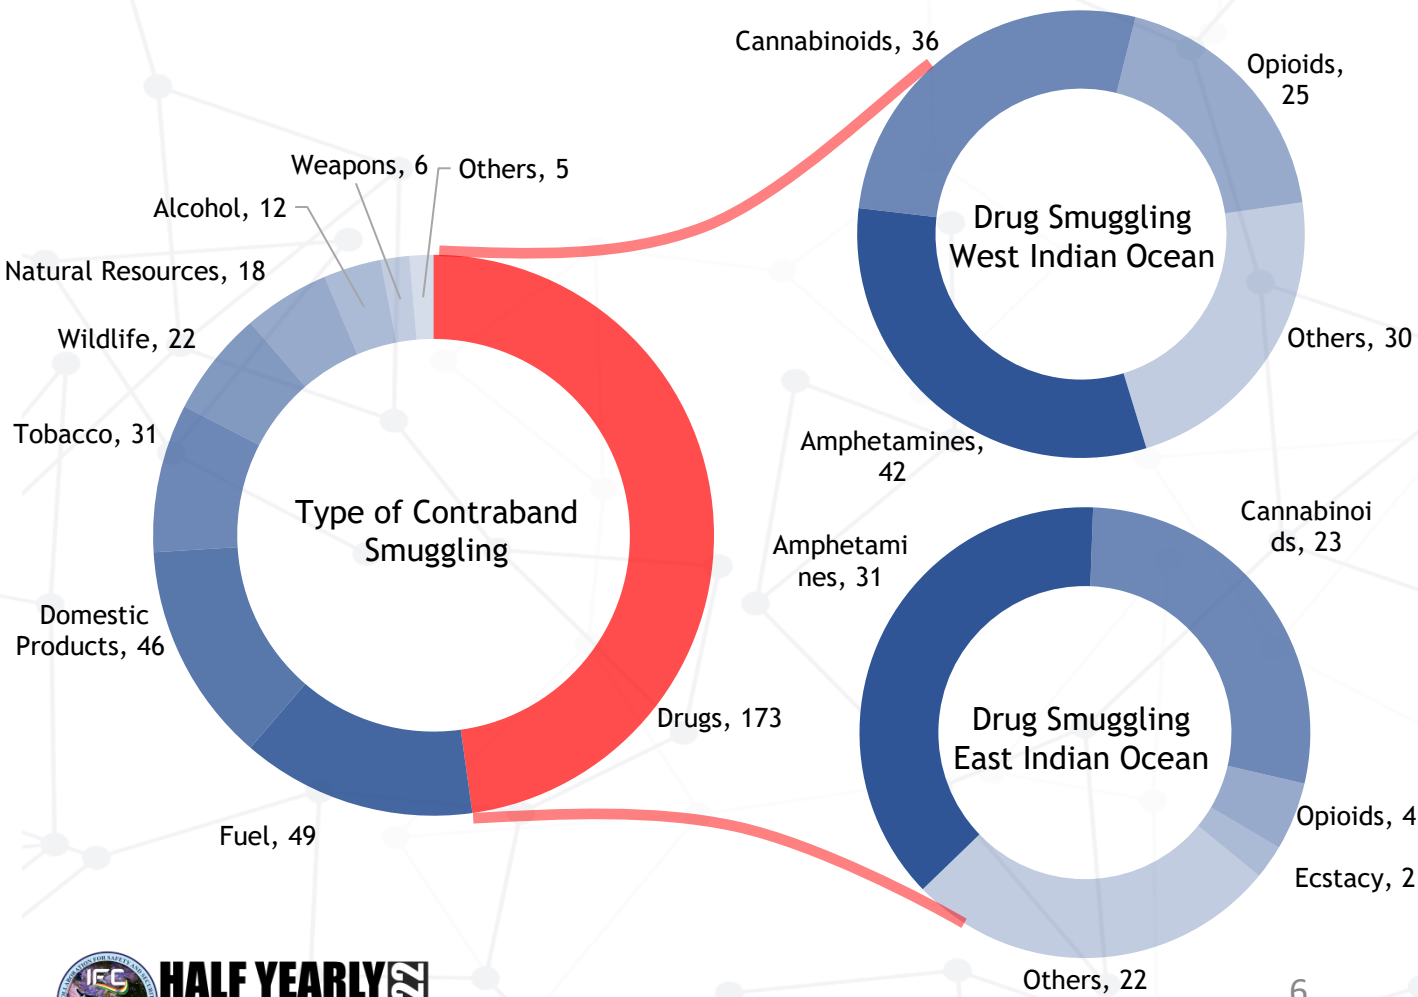 Cannabinoids, 36
Opioids,
25
Drug Smuggling
West Indian Ocean
Others, 30
Amphetamines,
42
Weapons, 6
Others, 5
Alcohol, 12
Natural Resources, 18
Wildlife, 22
Tobacco, 31
Type of Contraband
Smuggling
Domestic
Products, 46
Drugs, 173
Fuel, 49
Cannabinoi
ds, 23
Amphetami
nes, 31
Drug Smuggling
East Indian Ocean
Opioids, 4
Ecstacy, 2
Others, 22
IFC
HALF YEARLY
22
6